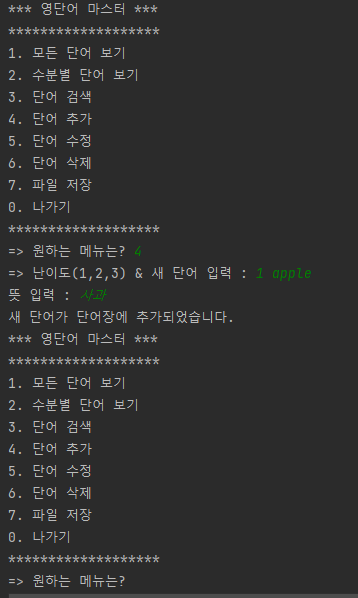 *** 영단어 마스터 ***
*******************
1. 모든 단어 보기
2. 수분별 단어 보기
3. 단어 검색
4. 단어 추가
5. 단어 수정
6. 단어 삭제
7. 파일 저장
0. 나가기
*******************
=> 원하는 메뉴는? 4
=> 난이도(1,2,3) & 새 단어 입력 : 1 apple
뜻 입력 : 사과
새 단어가 단어장에 추가되었습니다.
*** 영단어 마스터 ***
*******************
1. 모든 단어 보기
2. 수분별 단어 보기
3. 단어 검색
4. 단어 추가
5. 단어 수정
6. 단어 삭제
7. 파일 저장
0. 나가기
*******************
=> 원하는 메뉴는?